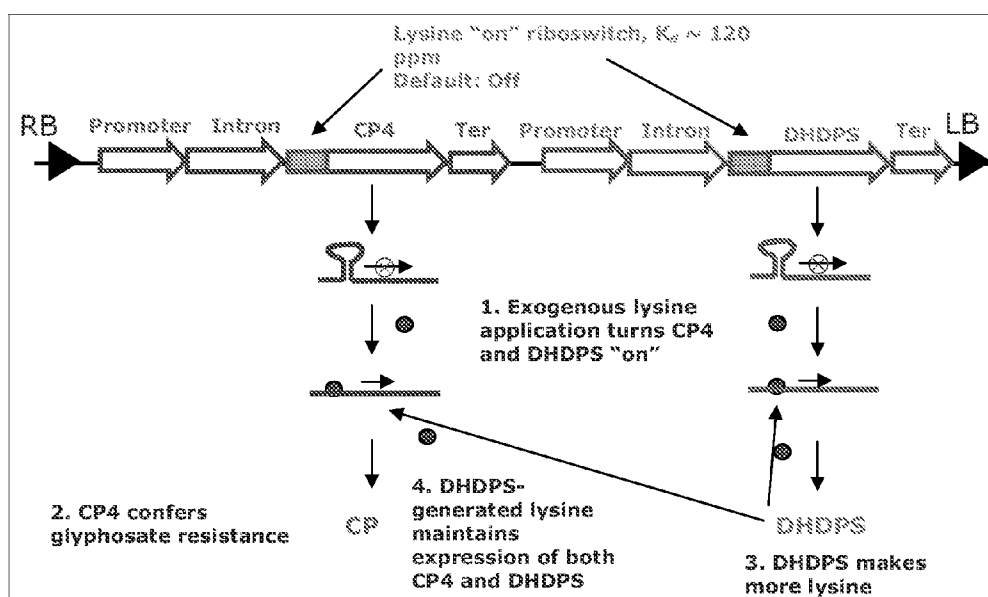 Lysine “on” riboswitch, Kd ~ 120
ppm
Default: Off
RB
Promoter
Intron
CP4
Ter
Promoter
Intron
DHDPS
Ter
LB
1. Exogenous lysine
application turns CP4
and DHDPS “on”
2. CP4 confers
glyphosate resistance
CP
4. DHDPS-
generated lysine
maintains
expression of both
CP4 and DHDPS
DHDPS
3. DHDPS makes
more lysine